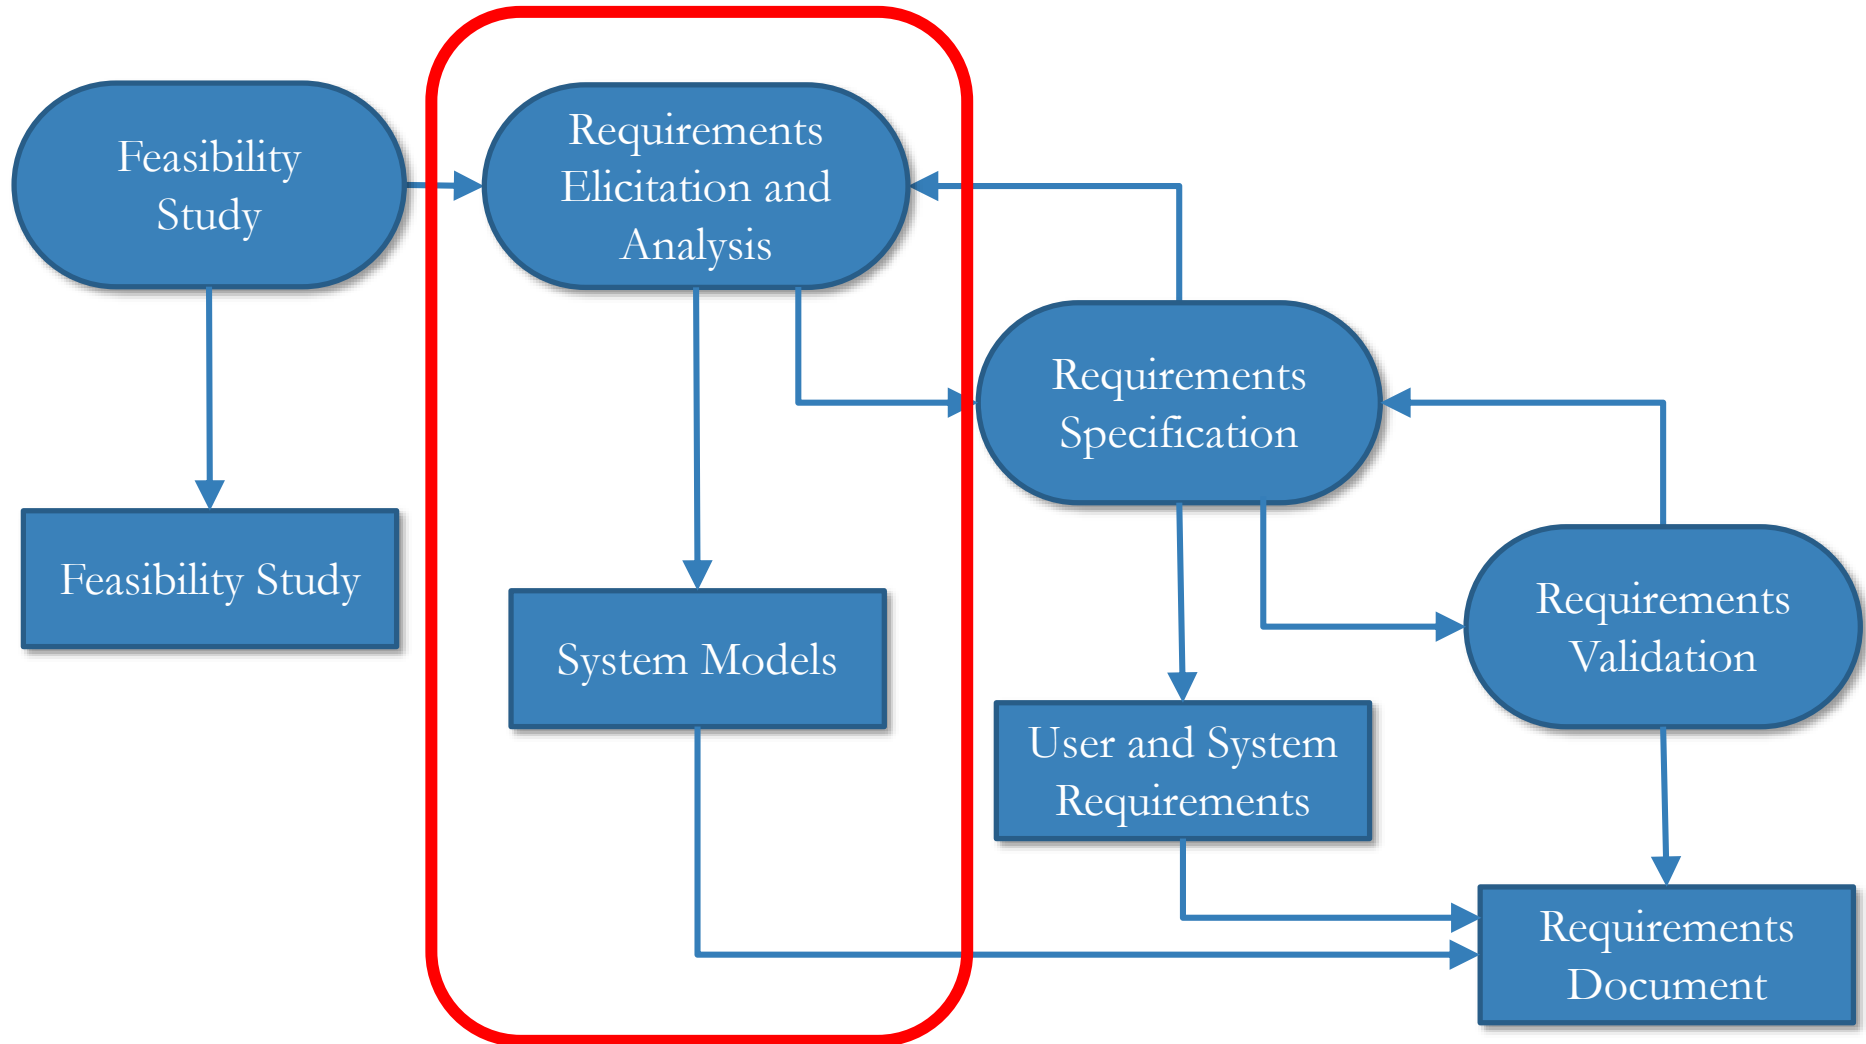 Feasibility
Study
Requirements
Elicitation and
Analysis
Requirements
Specification
Requirements
Validation
Feasibility Study
System Models
User and System
Requirements
Requirements
Document